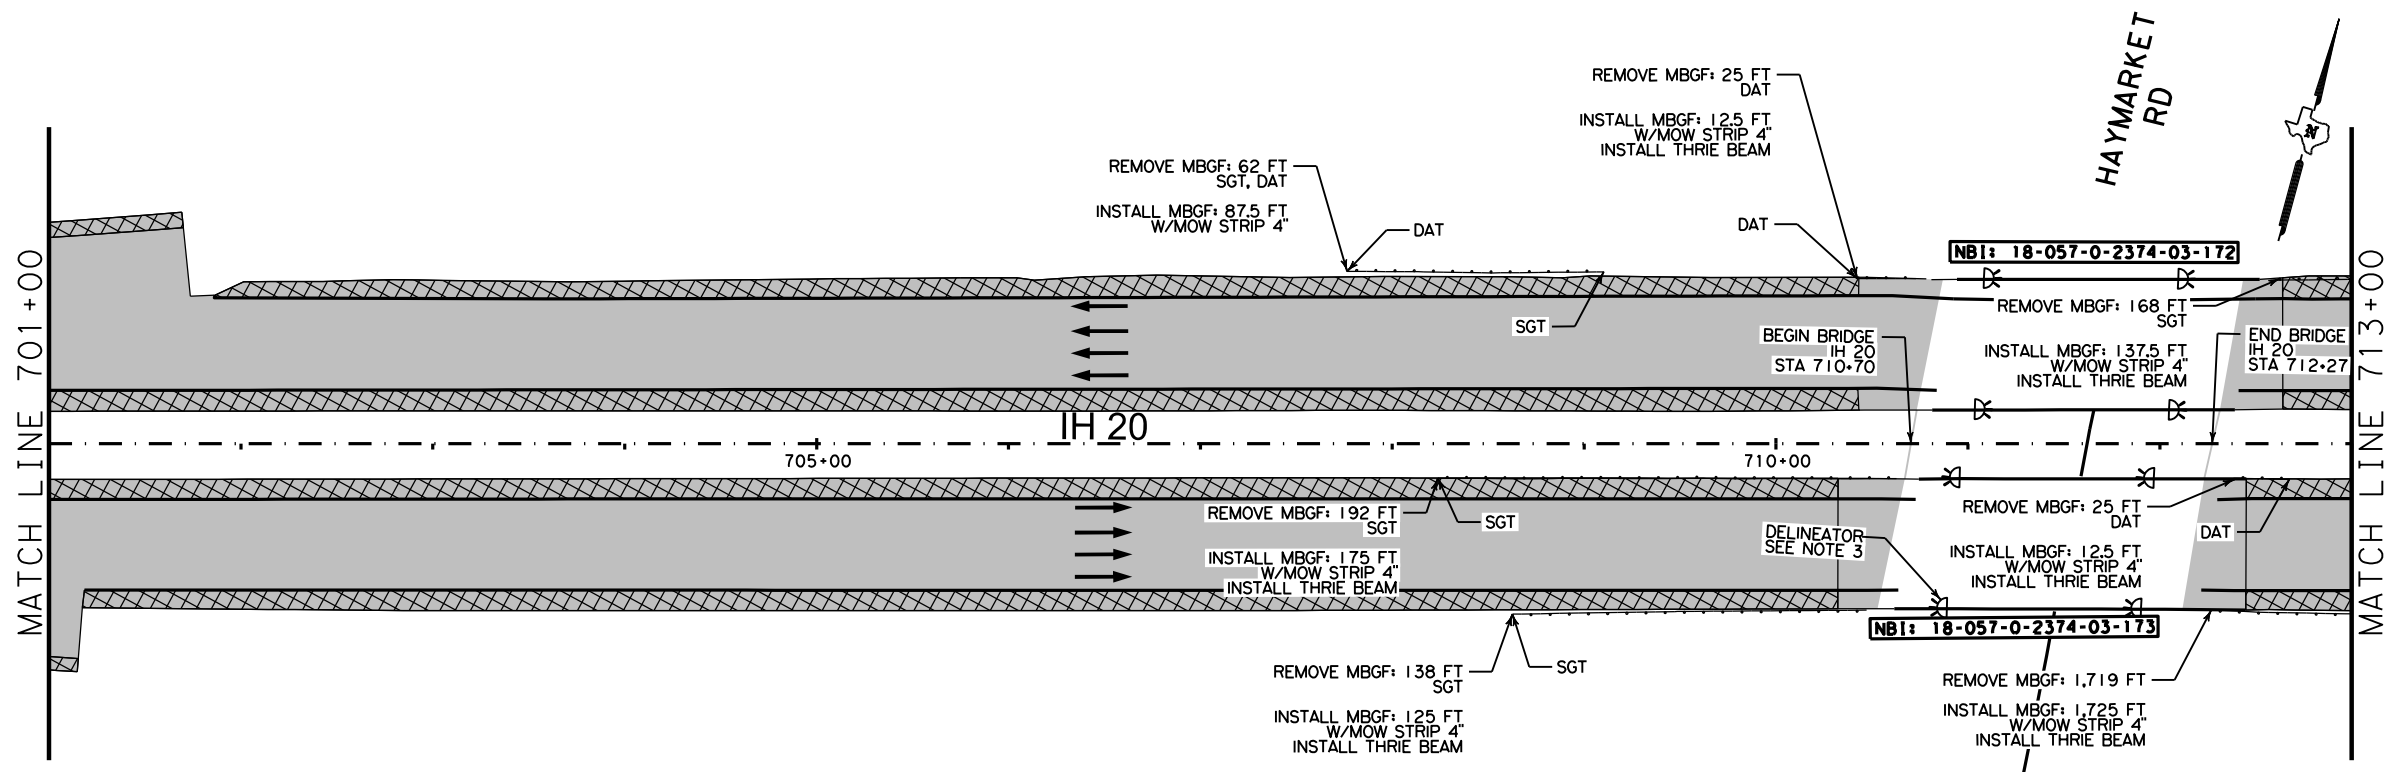 HAYMARKET
RD
N
REMOVE MBGF: 25 FT
DAT
INSTALL MBGF: 12.5 FT
W/MOW STRIP 4"
INSTALL THRIE BEAM
REMOVE MBGF: 62 FT
SGT, DAT
INSTALL MBGF: 87.5 FT
W/MOW STRIP 4"
DAT
DAT
SGT
NBI: 18-057-0-2374-03-172
REMOVE MBGF: 168 FT
SGT
INSTALL MBGF: 137.5 FT
W/MOW STRIP 4"
INSTALL THRIE BEAM
BEGIN BRIDGE
IH 20
STA 710+70
END BRIDGE
IH 20
STA 712+27
MATCH LINE 701+00
MATCH LINE 713+00
IH 20
705+00
710+00
REMOVE MBGF: 192 FT
SGT
INSTALL MBGF: 175 FT
W/MOW STRIP 4"
INSTALL THRIE BEAM
SGT
DELINEATOR
SEE NOTE 3
REMOVE MBGF: 25 FT
DAT
INSTALL MBGF: 12.5 FT
W/MOW STRIP 4"
INSTALL THRIE BEAM
DAT
NBI: 18-057-0-2374-03-173
REMOVE MBGF: 138 FT
SGT
INSTALL MBGF: 125 FT
W/MOW STRIP 4"
INSTALL THRIE BEAM
SGT
REMOVE MBGF: 1,719 FT
INSTALL MBGF: 1,725 FT
W/MOW STRIP 4"
INSTALL THRIE BEAM